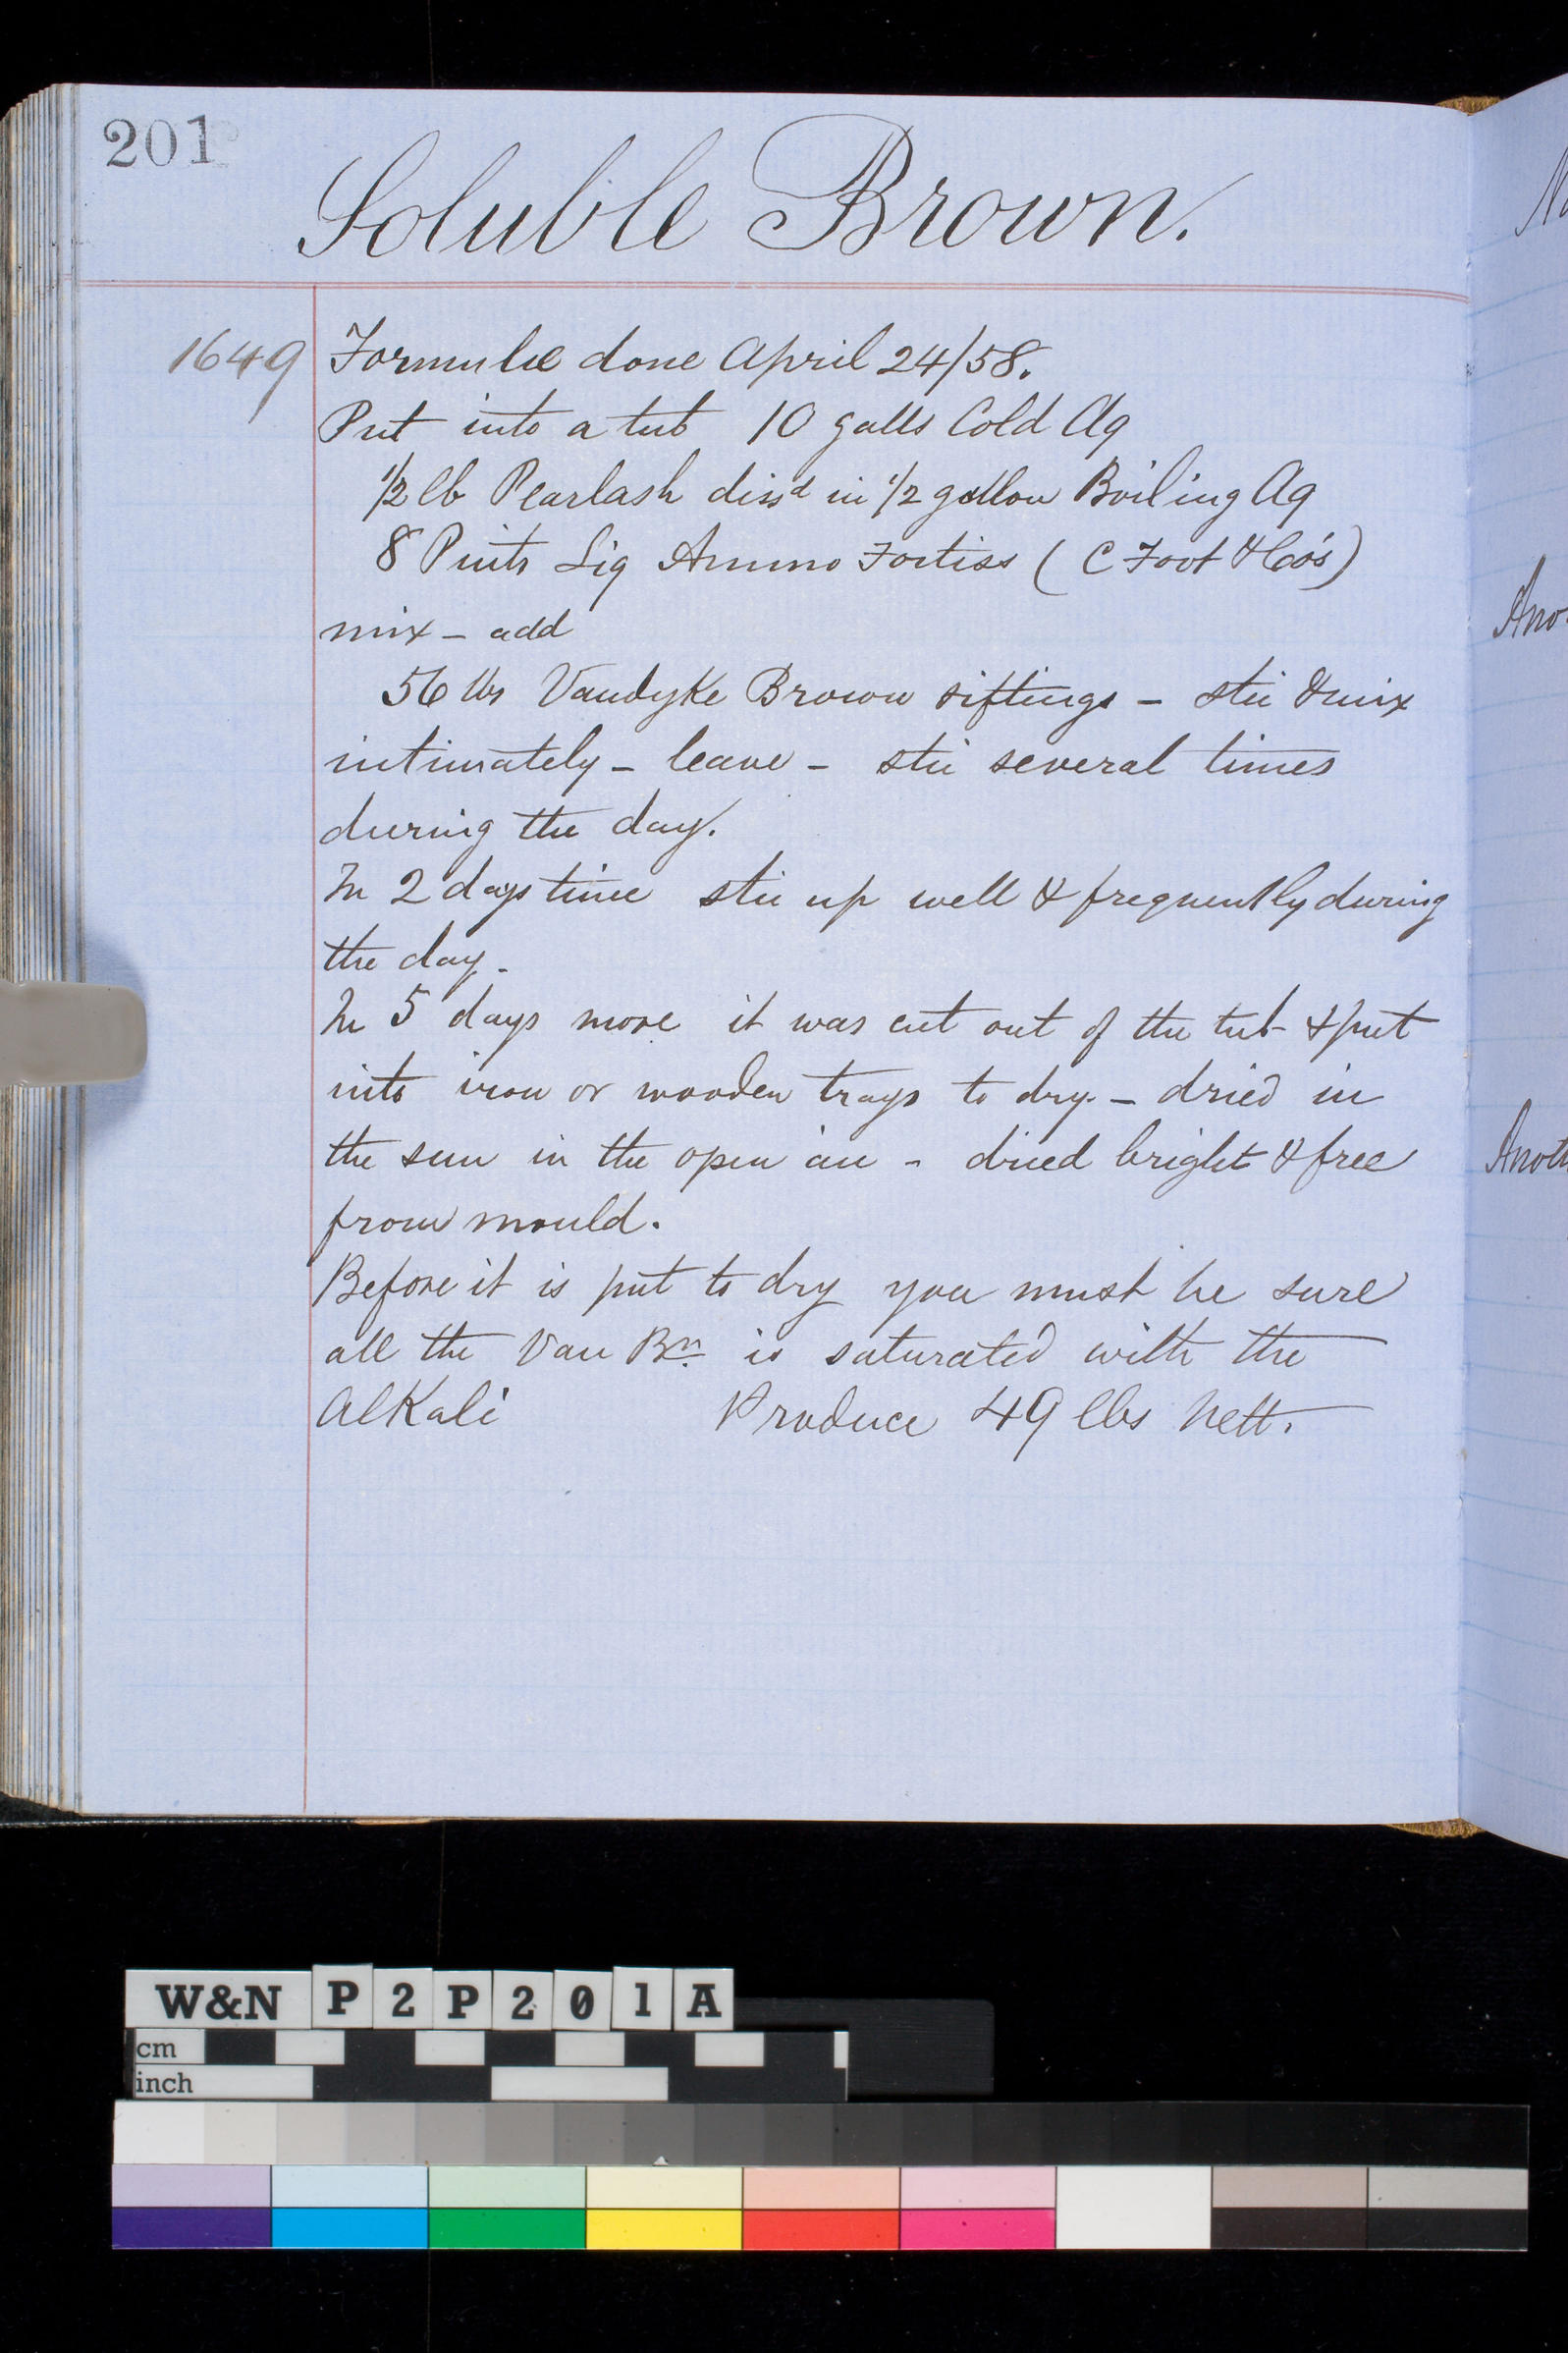 201
Soluble Brown.
1649 Formulæ done April 24/58.
Put into a tub 10 galls Cold Aq
1/2 lb Pearlash dissd in 1/2 gallon Boiling Aq
8 Pints Liq Ammo Fortiss ( C Foot & Co's )
mix - add
56 lbs Vandyke Brown siftings - stir & mix
intimately - leave - stir several times
during the day.
In 2 days time stir up well & frequently during
the day -
In 5 days more it was cut out of the tub & put
into iron or wooden trays to dry - dried in
the sun in the open air - dried bright & free
from mould.
Before it is put to dry you must be sure
all the Van Brn. is saturated with the
AlKali Produce 49 lbs nett.
Ano
Anoth
W&N P2P201A
cm
inch